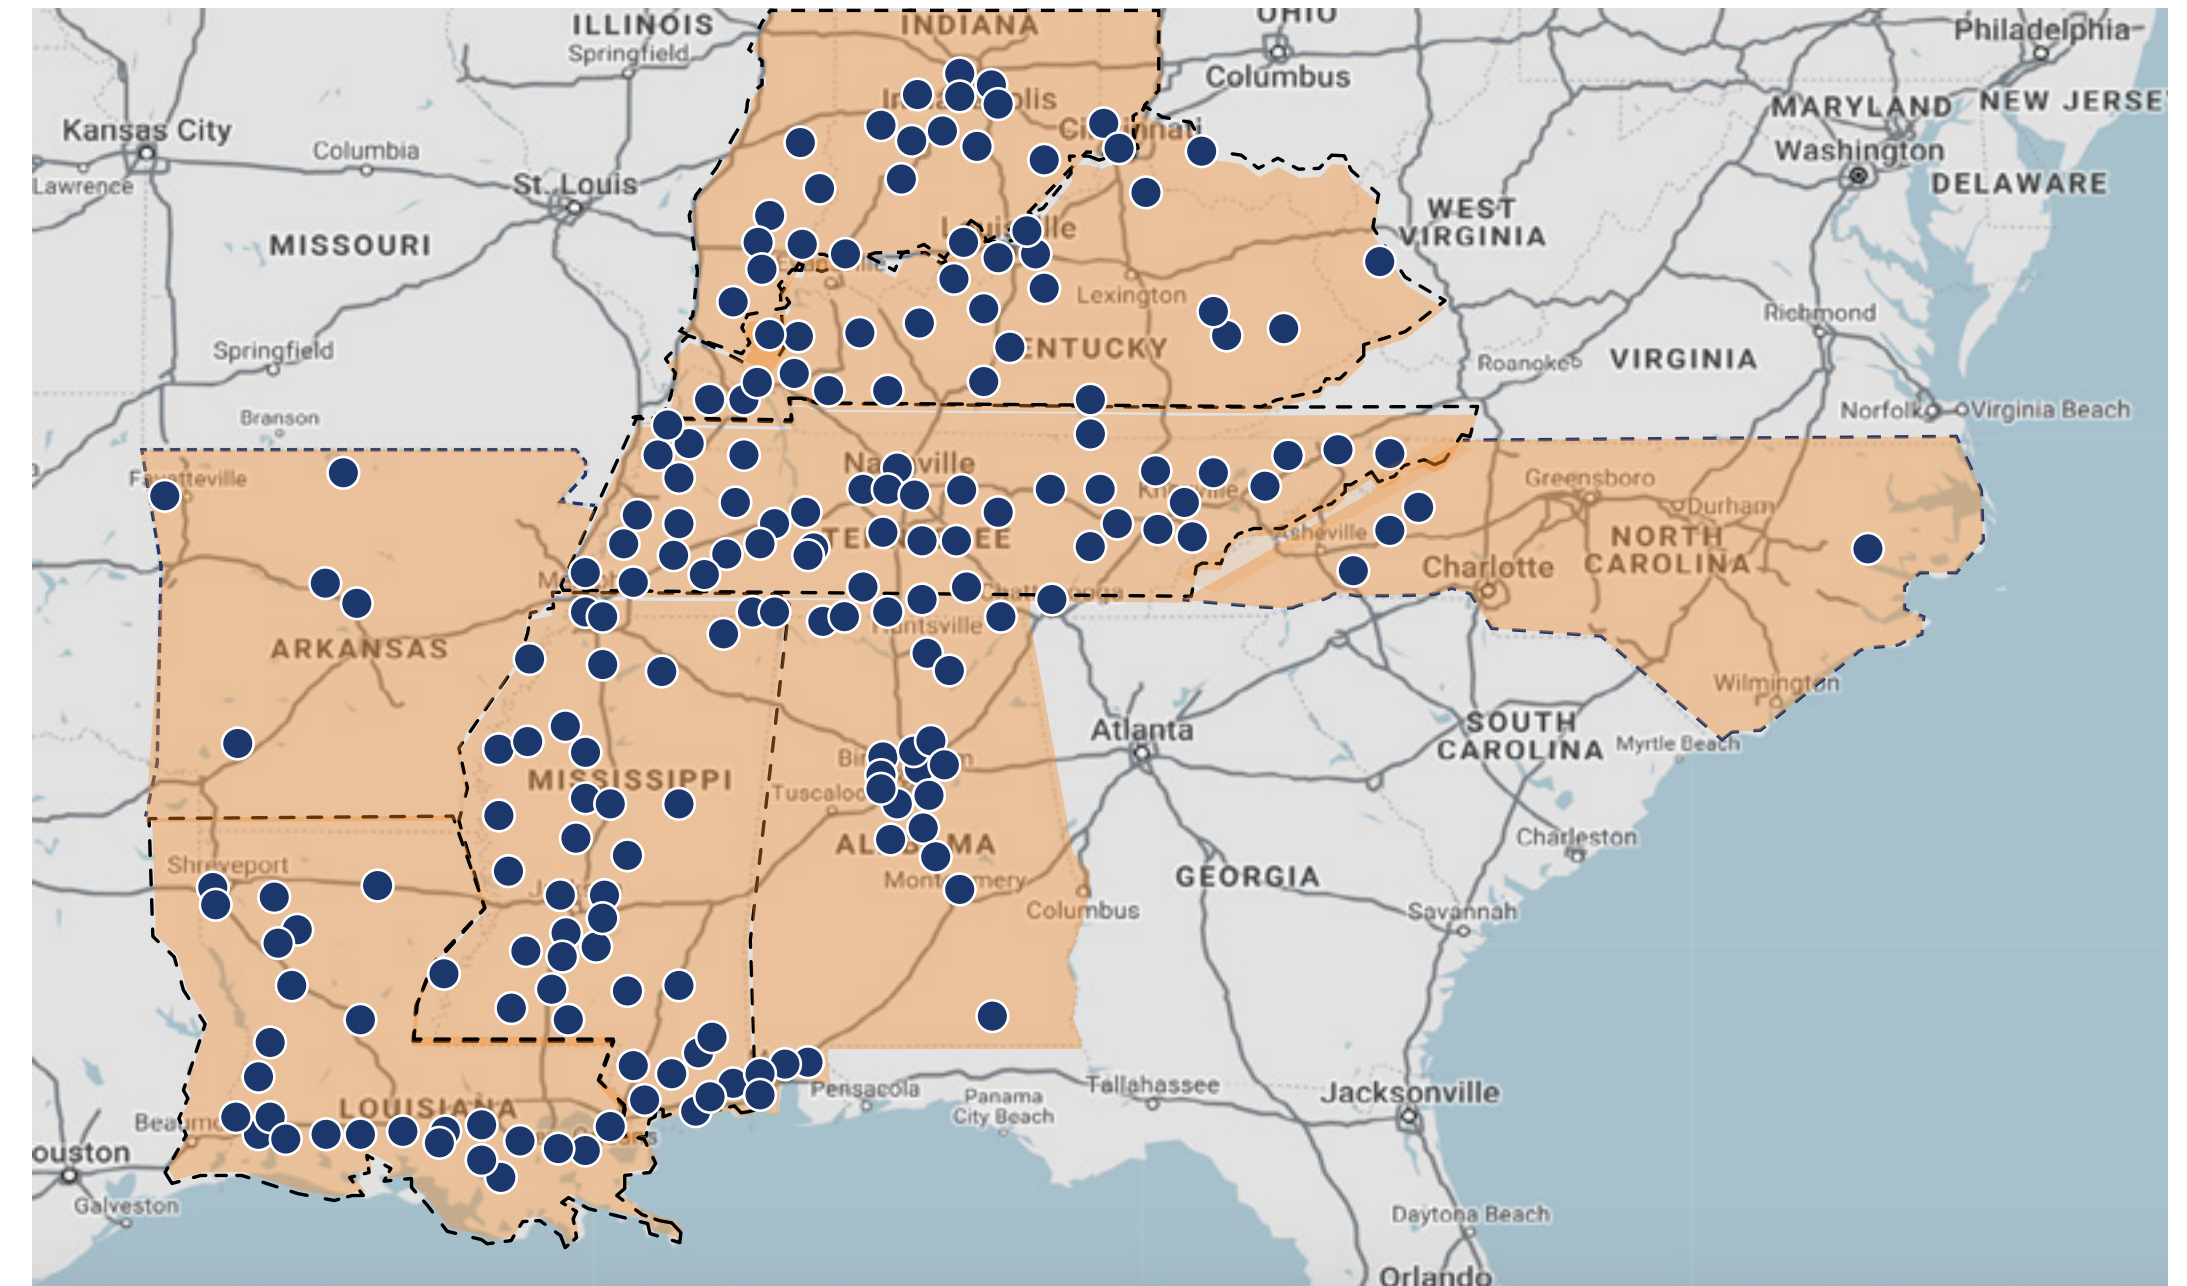 ILLINOIS
INDIANA
OHIO
Philadelphia
Springfield
Columbus
MARYLAND
NEW JERSE
Kansas City
Columbia
Washington
Lawrence
St. Louis
DELAWARE
MISSOURI
WEST
VIRGINIA
Lexington
Richmond
Springfield
ENTUCKY
Roanoke
VIRGINIA
Branson
Norfolk
Virginia Beach
Greensboro
Durham
NORTH
CAROLINA
Asheville
Charlotte
Huntsville
ARKANSAS
Wilmington
Atlanta
SOUTH
CAROLINA
Myrtle Beach
MISSISSIPPI
Charleston
Shreveport
GEORGIA
Columbus
Savannah
Pensacola
Tallahassee
Panama
City Beach
Jacksonville
LOUISIANA
ouston
Galveston
Daytona Beach
Orlando